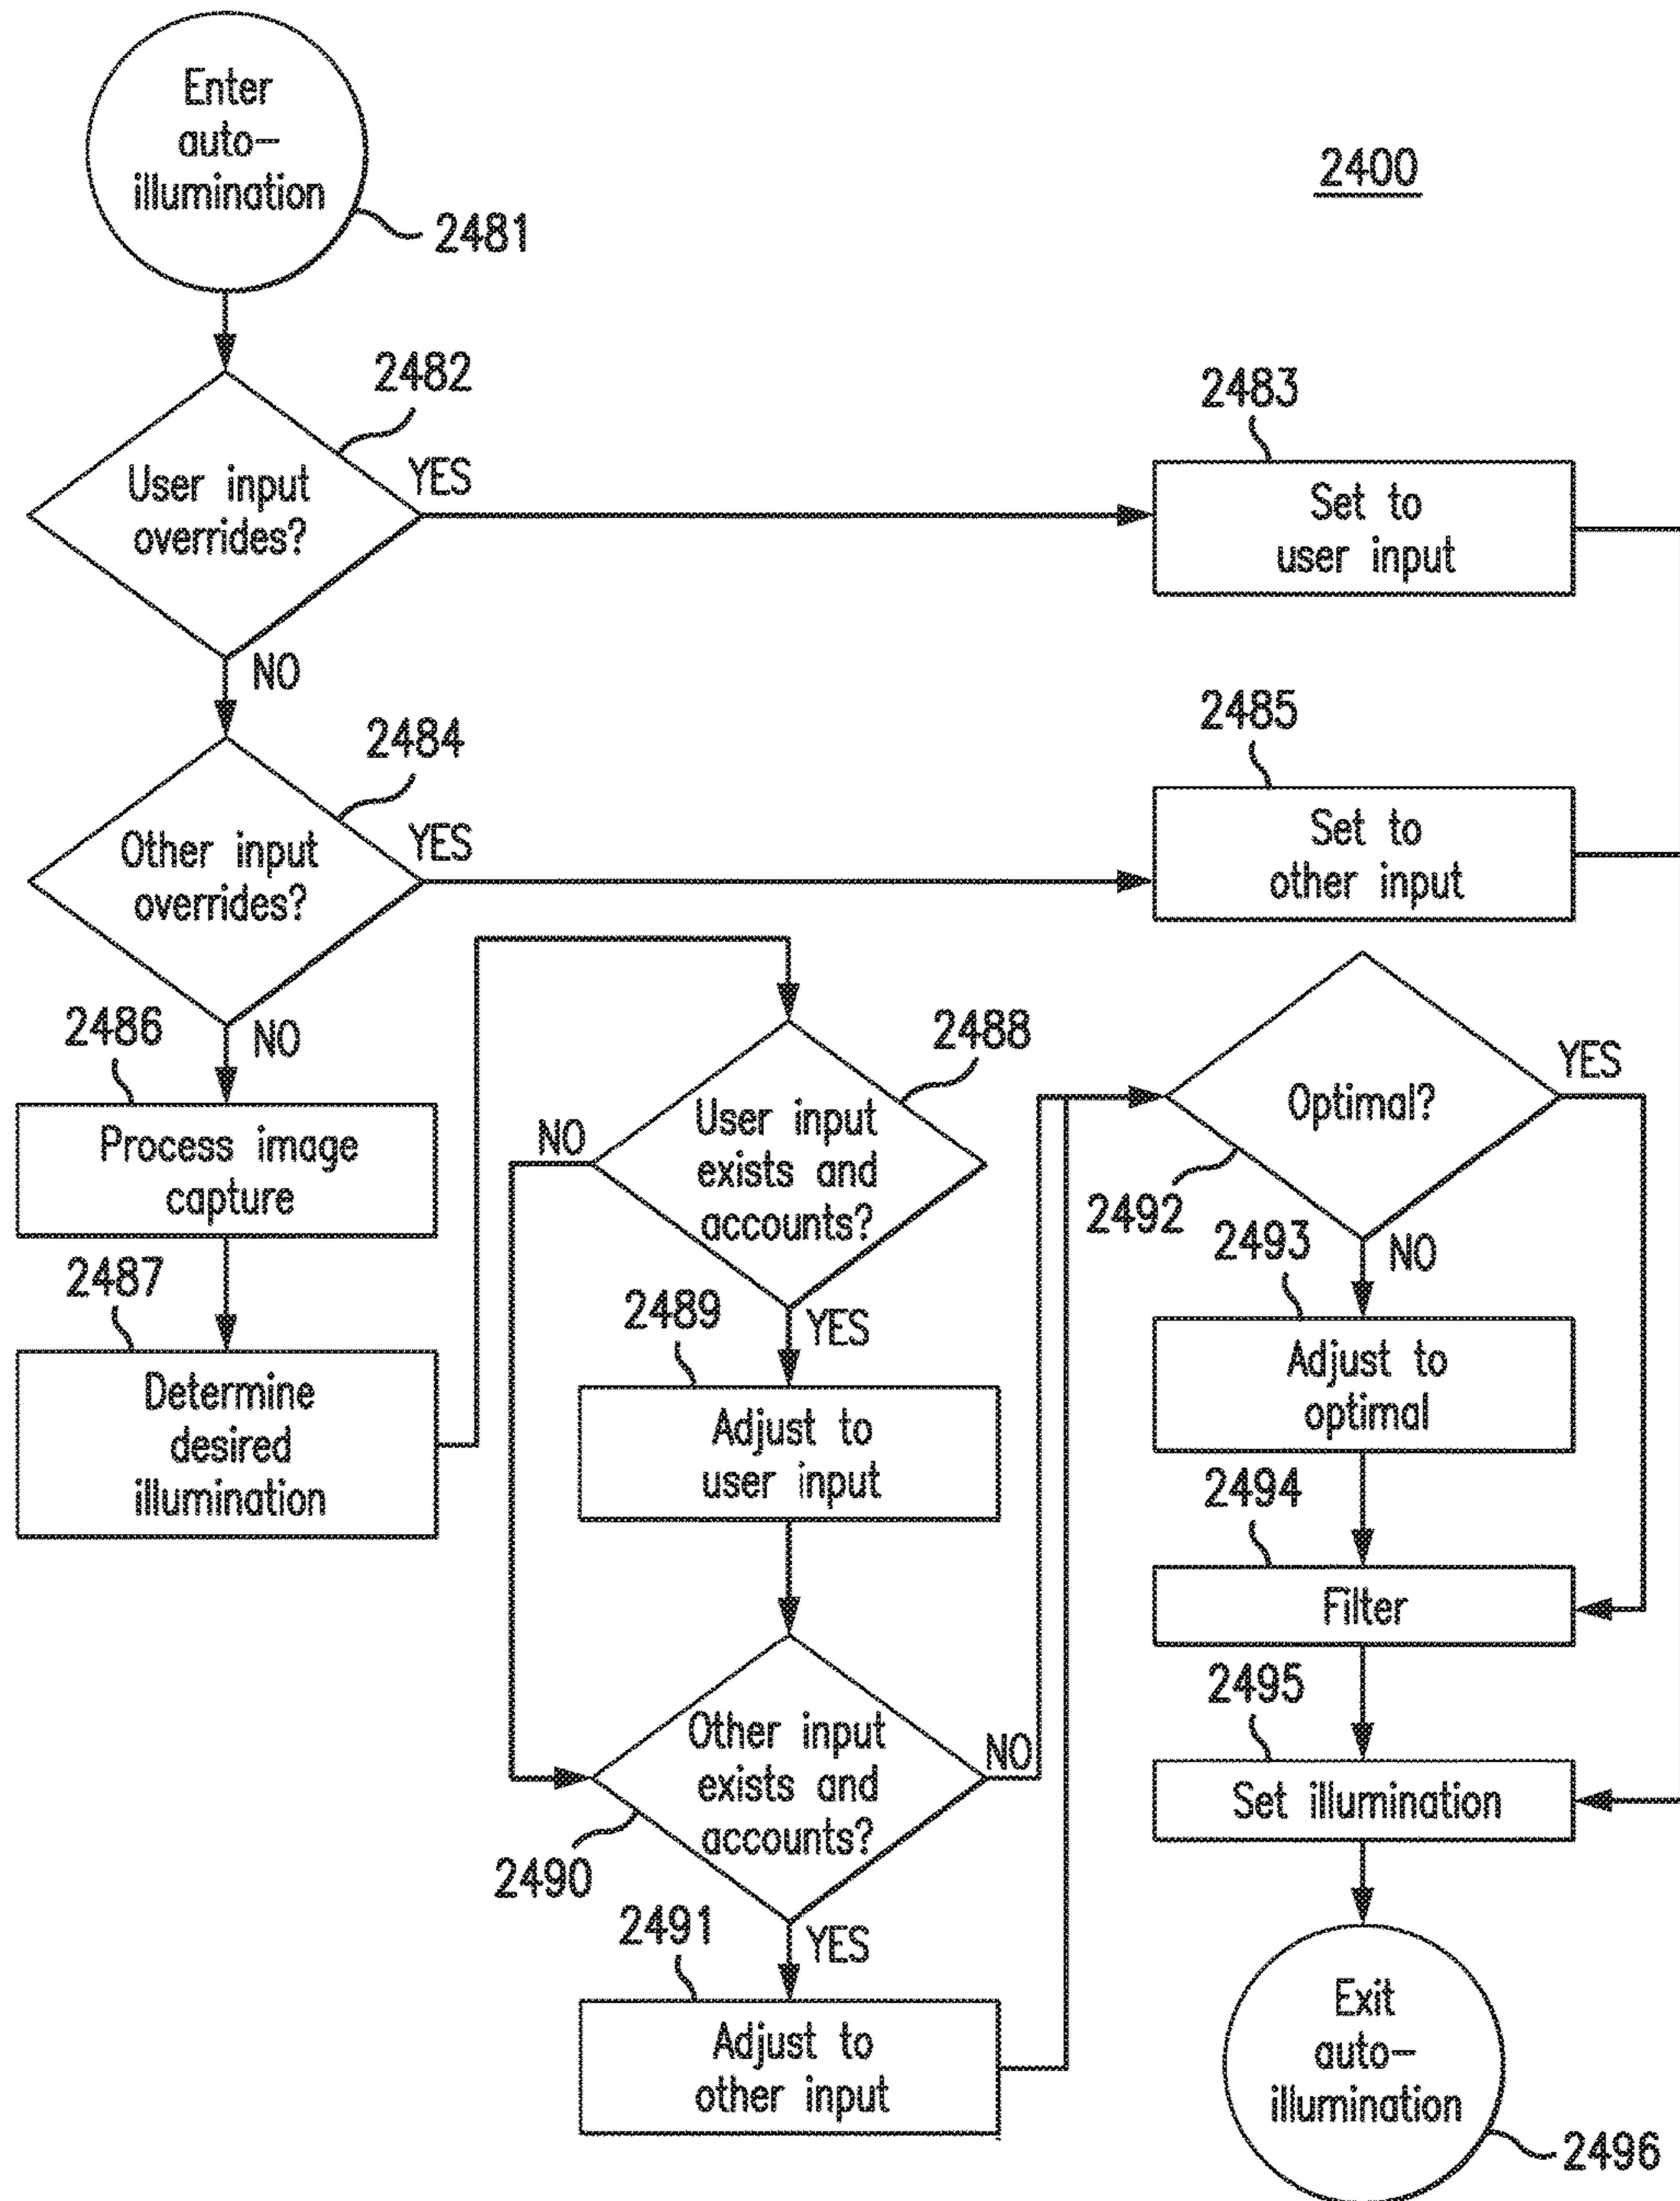 Enter
auto-
illumination
2481
2400
2482
User input
overrides?
YES
NO
2483
Set to
user input
2484
Other input
overrides?
YES
NO
2485
Set to
other input
2486
Process image
capture
2487
Determine
desired
illumination
2488
User input
exists and
accounts?
NO
YES
2489
Adjust to
user input
2490
Other input
exists and
accounts?
NO
YES
2491
Adjust to
other input
2492
Optimal?
YES
NO
2493
Adjust to
optimal
2494
Filter
2495
Set illumination
Exit
auto-
illumination
2496